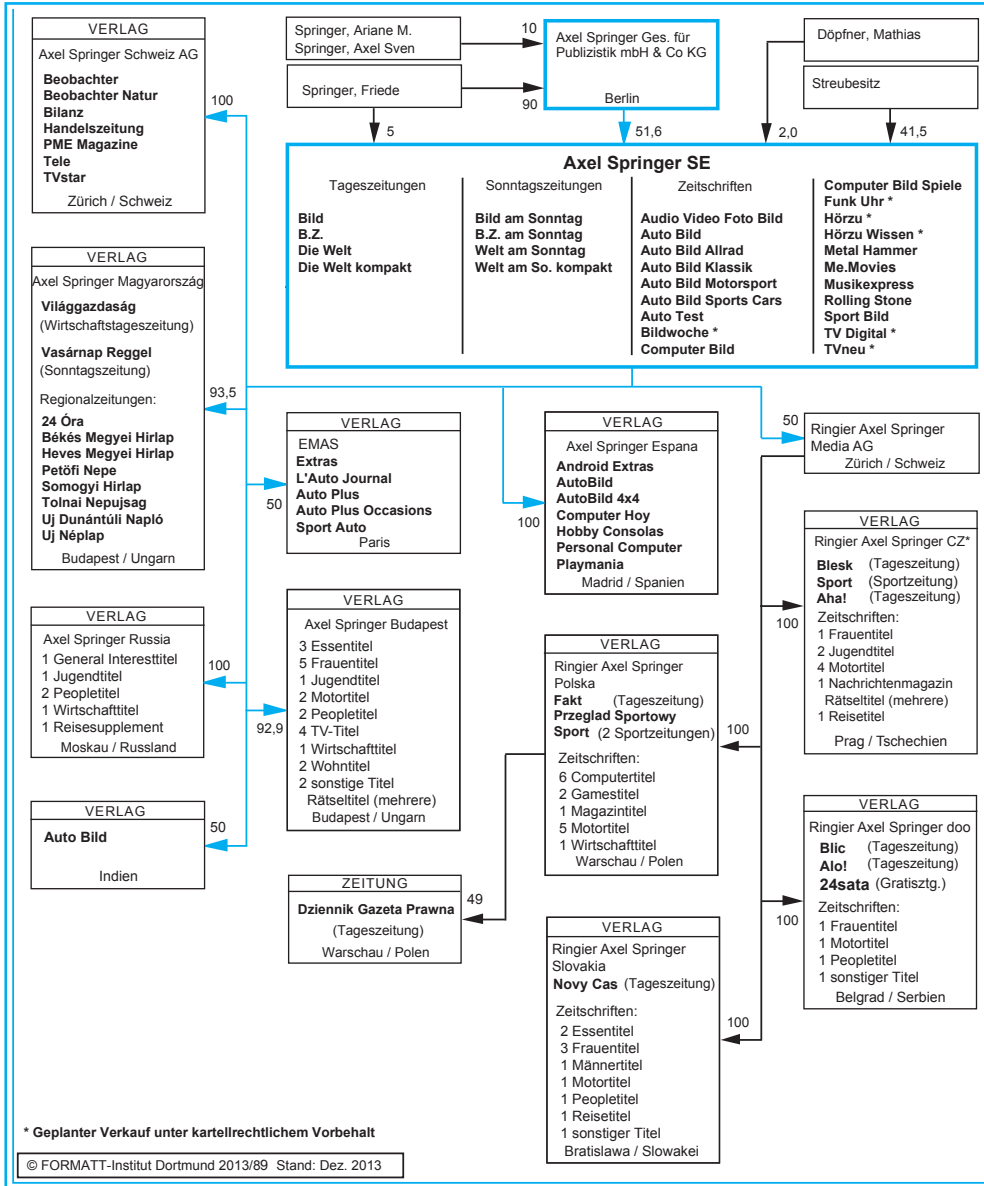 VERLAG
Axel Springer Schweiz AG
Beobachter
Beobachter Natur
Bilanz
Handelszeitung
PME Magazine
Tele
TVstar
Zürich / Schweiz
100
Springer, Ariane M.
Springer, Axel Sven
10
Axel Springer Ges. für
Publizistik mbH & Co KG
Berlin
Döpfner, Mathias
Springer, Friede
90
Streubesitz
5
51,6
2,0
41,5
Axel Springer SE
Tageszeitungen
Bild
B.Z.
Die Welt
Die Welt kompakt
Sonntagszeitungen
Bild am Sonntag
B.Z. am Sonntag
Welt am Sonntag
Welt am So. kompakt
Zeitschriften
Audio Video Foto Bild
Auto Bild
Auto Bild Allrad
Auto Bild Klassik
Auto Bild Motorsport
Auto Bild Sports Cars
Auto Test
Bildwoche *
Computer Bild
Computer Bild Spiele
Funk Uhr *
Hörzu *
Hörzu Wissen *
Metal Hammer
Me.Movies
Musikexpress
Rolling Stone
Sport Bild
TV Digital *
TVneu *
VERLAG
Axel Springer Magyarország
Világgazdaság
(Wirtschaftstageszeitung)
Vasárnap Reggel
(Sonntagszeitung)
Regionalzeitungen:
24 Óra
Békés Megyei Hirlap
Heves Megyei Hirlap
Petöfi Nepe
Somogyi Hirlap
Tolnai Nepujsag
Uj Dunántúli Napló
Uj Néplap
Budapest / Ungarn
93,5
VERLAG
EMAS
Extras
L'Auto Journal
Auto Plus
Auto Plus Occasions
Sport Auto
Paris
50
VERLAG
Axel Springer Espana
Android Extras
AutoBild
AutoBild 4x4
Computer Hoy
Hobby Consolas
Personal Computer
Playmania
Madrid / Spanien
100
50
Ringier Axel Springer
Media AG
Zürich / Schweiz
VERLAG
Ringier Axel Springer CZ*
Blesk (Tageszeitung)
Sport (Sportzeitung)
Aha! (Tageszeitung)
Zeitschriften:
1 Frauentitel
2 Jugendtitel
4 Motortitel
1 Nachrichtenmagazin
Rätseltitel (mehrere)
1 Reisetitel
Prag / Tschechien
100
VERLAG
Axel Springer Russia
1 General Interesttitel
1 Jugendtitel
2 Peopletitel
1 Wirtschafttitel
1 Reisesupplement
Moskau / Russland
100
VERLAG
Axel Springer Budapest
3 Essentitel
5 Frauentitel
1 Jugendtitel
2 Motortitel
2 Peopletitel
4 TV-Titel
1 Wirtschafttitel
2 Wohntitel
2 sonstige Titel
Rätseltitel (mehrere)
Budapest / Ungarn
92,9
VERLAG
Ringier Axel Springer
Polska
Fakt (Tageszeitung)
Przeglad Sportowy
Sport (2 Sportzeitungen)
Zeitschriften:
6 Computertitel
2 Gamestitel
1 Magazintitel
5 Motortitel
1 Wirtschafttitel
Warschau / Polen
100
VERLAG
Auto Bild
Indien
50
ZEITUNG
Dziennik Gazeta Prawna
(Tageszeitung)
Warschau / Polen
49
VERLAG
Ringier Axel Springer doo
Blic (Tageszeitung)
Alo! (Tageszeitung)
24sata (Gratisztg.)
Zeitschriften:
1 Frauentitel
1 Motortitel
1 Peopletitel
1 sonstiger Titel
Belgrad / Serbien
100
VERLAG
Ringier Axel Springer
Slovakia
Novy Cas (Tageszeitung)
Zeitschriften:
2 Essentitel
3 Frauentitel
1 Männertitel
1 Motortitel
1 Peopletitel
1 Reisetitel
1 sonstiger Titel
Bratislawa / Slowakei
100
* Geplanter Verkauf unter kartellrechtlichem Vorbehalt
© FORMATT-Institut Dortmund 2013/89 Stand: Dez. 2013